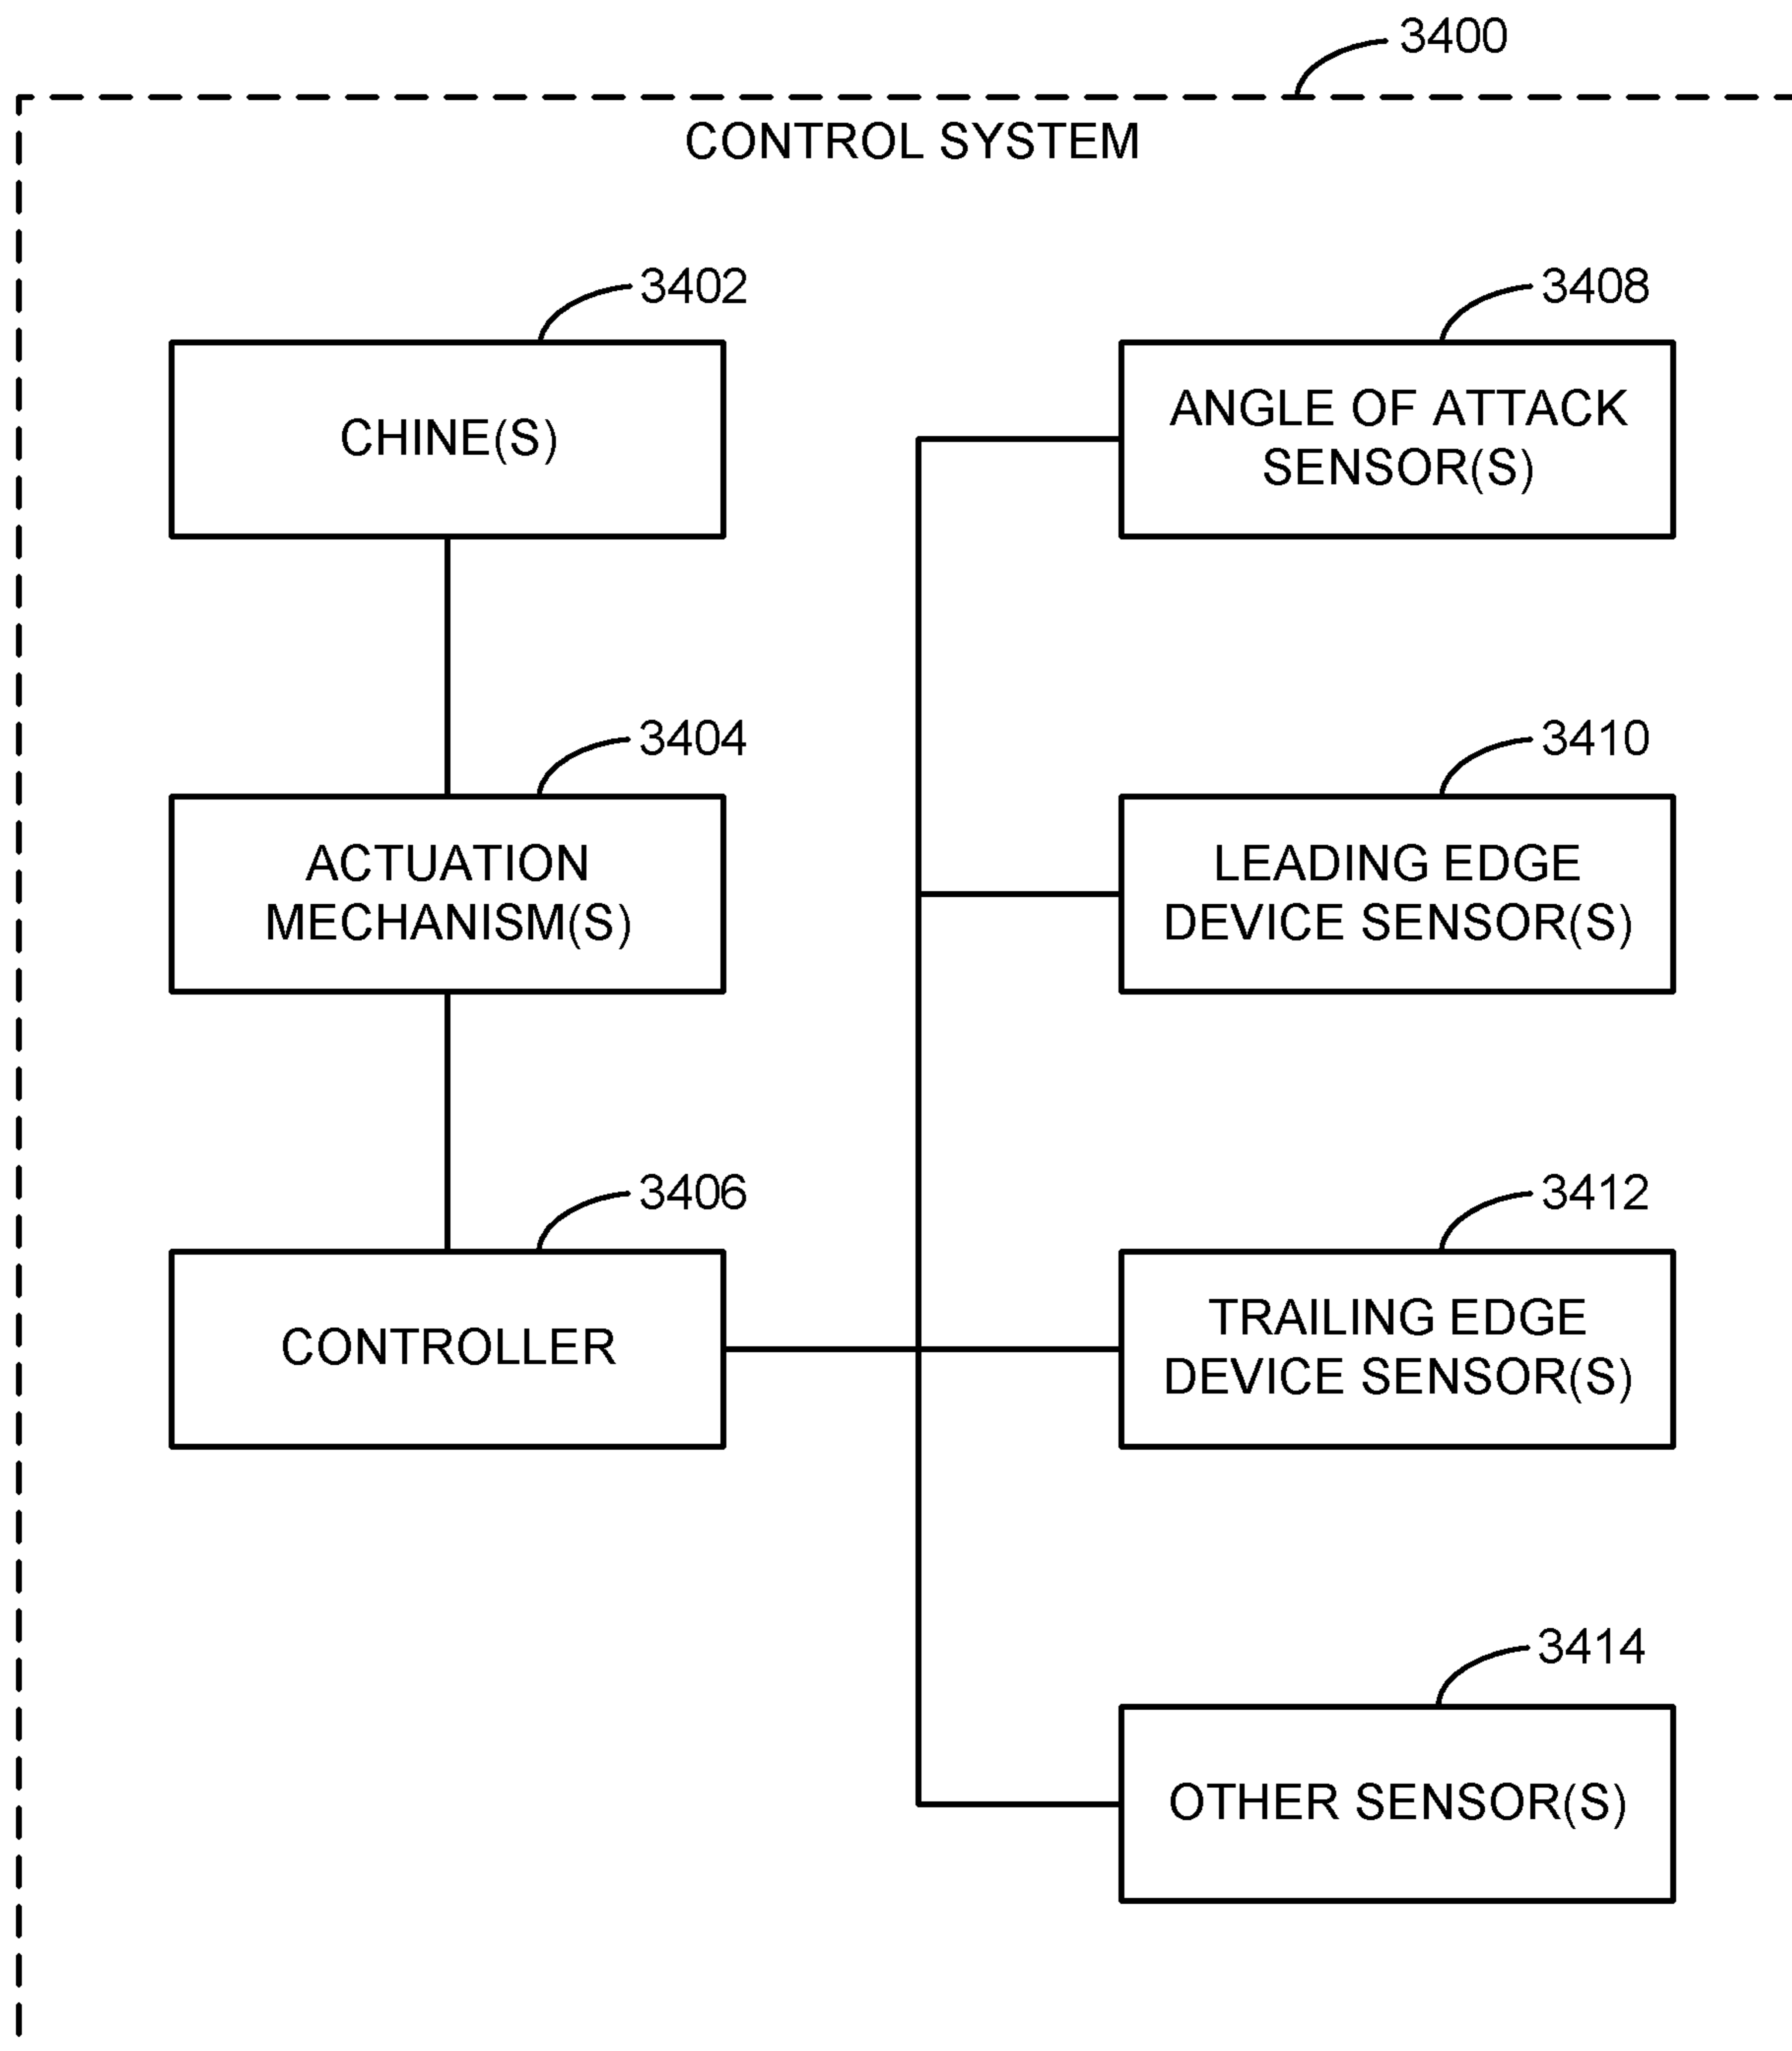 3400
CONTROL SYSTEM
3402
CHINE(S)
3404
ACTUATION
MECHANISM(S)
3406
CONTROLLER
3408
ANGLE OF ATTACK
SENSOR(S)
3410
LEADING EDGE
DEVICE SENSOR(S)
3412
TRAILING EDGE
DEVICE SENSOR(S)
3414
OTHER SENSOR(S)